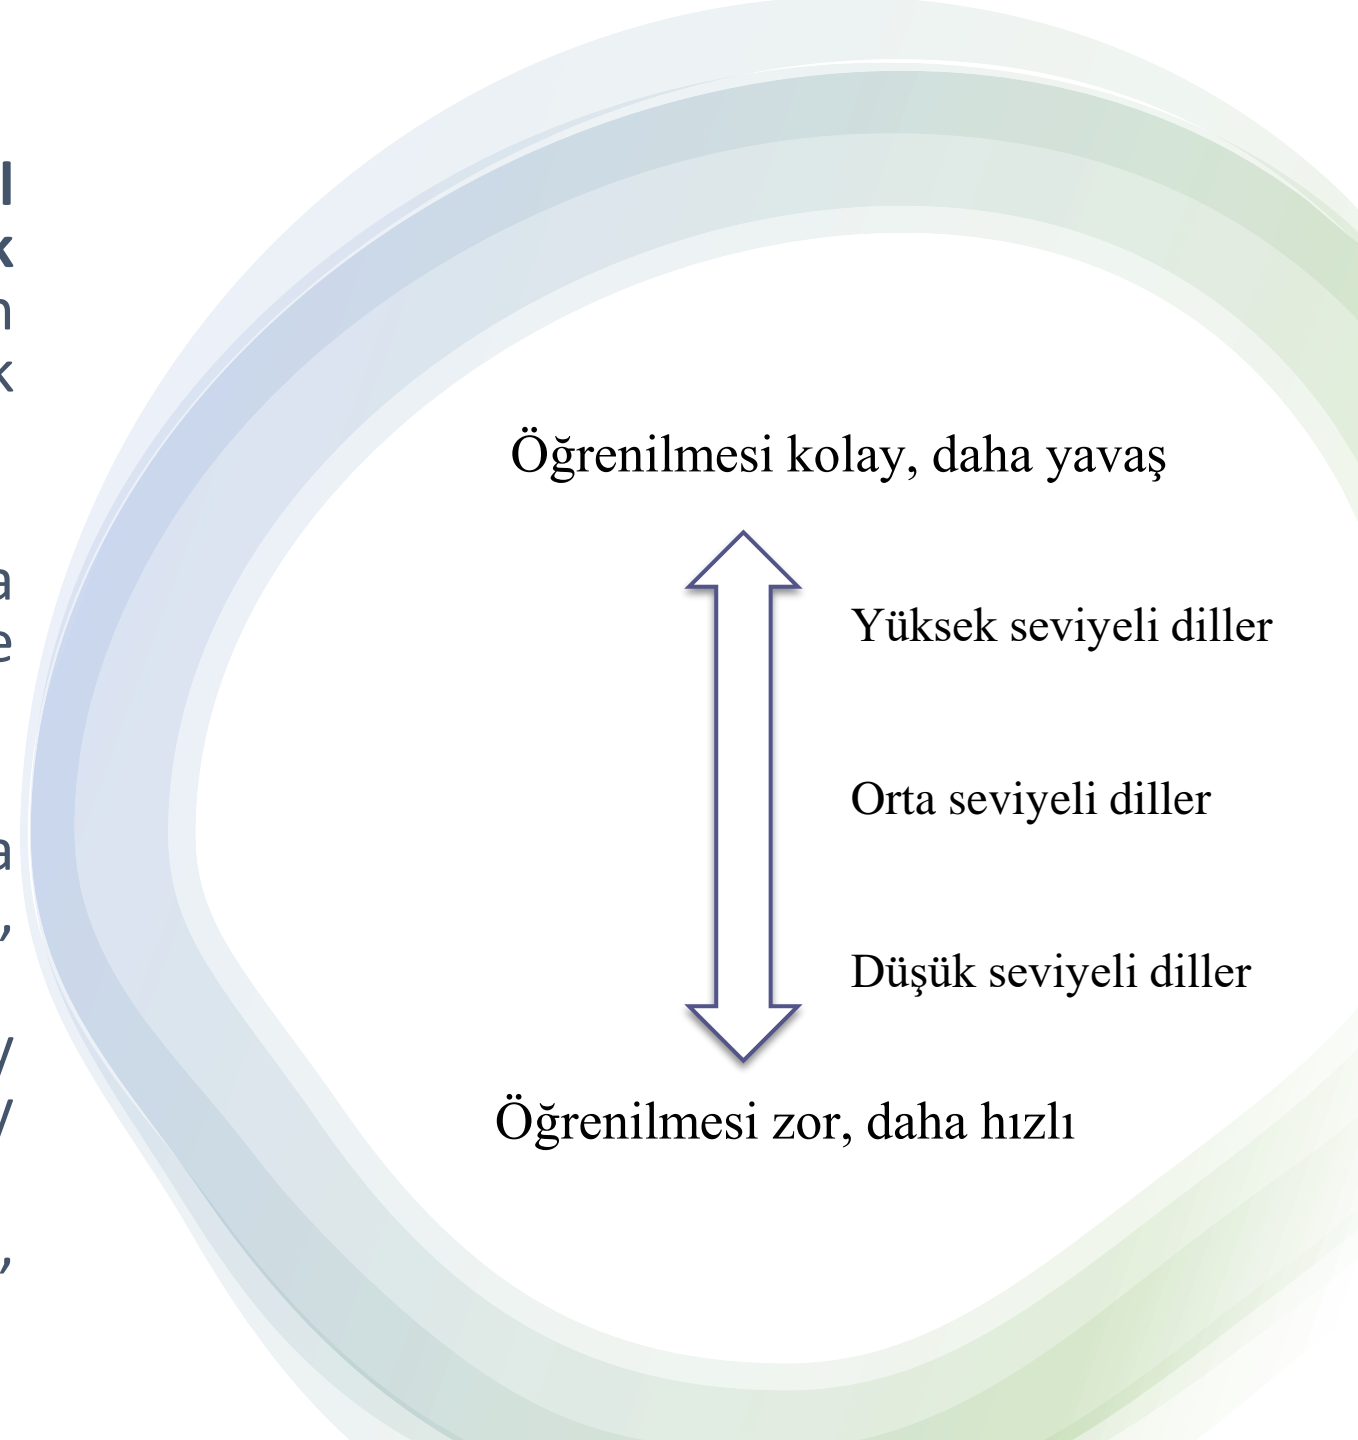 Öğrenilmesi kolay, daha yavaş
Yüksek seviyeli diller
Orta seviyeli diller
Düşük seviyeli diller
Öğrenilmesi zor, daha hızlı